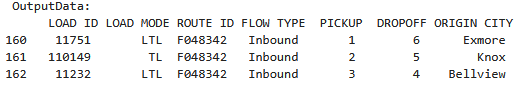 OutputData:
LOAD ID LOAD MODE ROUTE ID FLOW TYPE PICKUP DROPOFF ORIGIN CITY
160 11751 LTL F048342 Inbound 1 6 Exmore
161 110149 TL F048342 Inbound 2 5 Knox
162 11232 LTL F048342 Inbound 3 4 Bellview